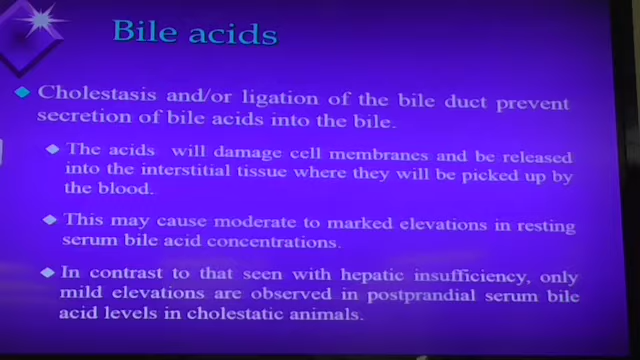 Bile acids
Cholestasis and/or ligation of the bile duct prevent
secretion of bile acids into the bile.
The acids will damage cell membranes and be released
into the interstitial tissue where they will be picked up by
the blood.
This may cause moderate to marked elevations in resting
serum bile acid concentrations.
In contrast to that seen with hepatic insufficiency, only
mild elevations are observed in postprandial serum bile
acid levels in cholestatic animals.